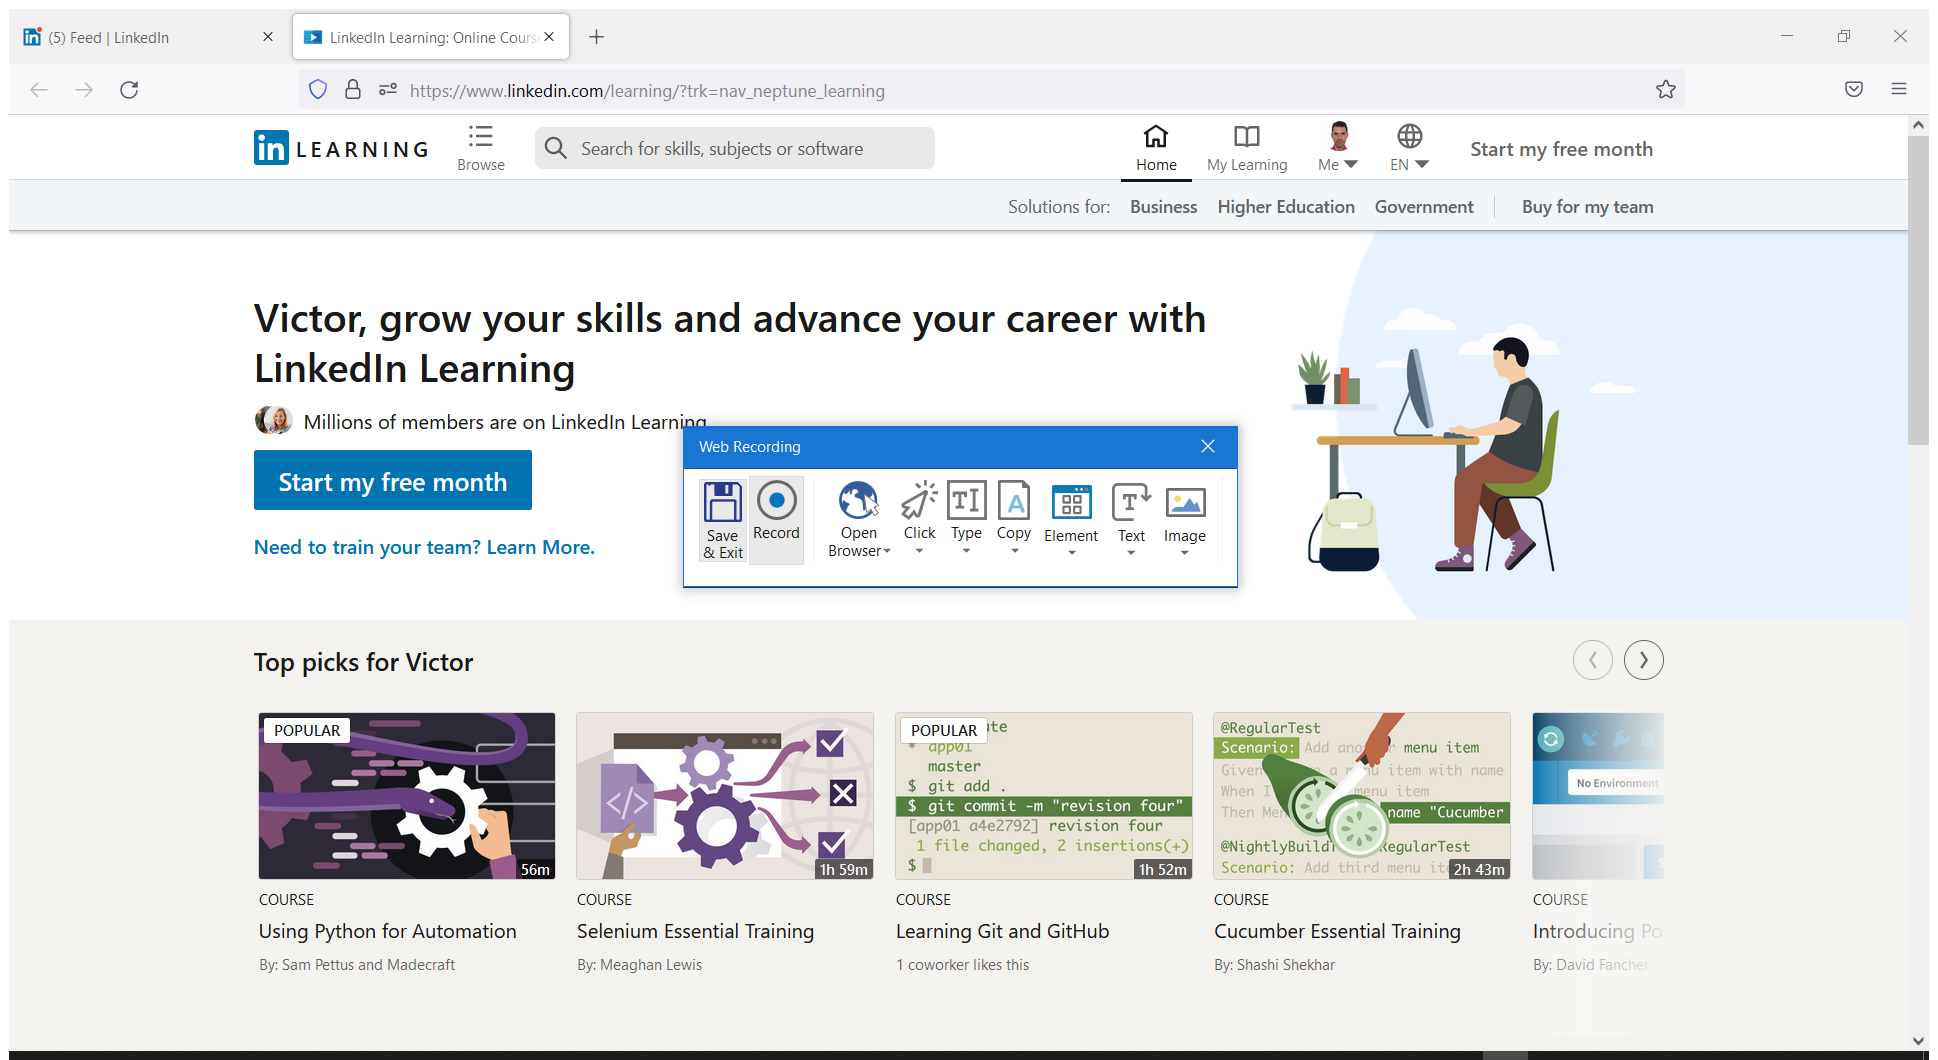 (5) Feed | LinkedIn
LinkedIn Learning: Online Cours
https://www.linkedin.com/learning/?trk=nav_neptune_learning
in LEARNING
Browse
Search for skills, subjects or software
Home
My Learning
Me
EN
Start my free month
Solutions for:
Business
Higher Education
Government
Buy for my team
Victor, grow your skills and advance your career with
LinkedIn Learning
Millions of members are on LinkedIn Learning
Start my free month
Need to train your team? Learn More.
Web Recording
Save
& Exit
Record
Open
Browser
Click
Type
Copy
Element
Text
Image
Top picks for Victor
POPULAR
56m
COURSE
Using Python for Automation
By: Sam Pettus and Madecraft
1h 59m
COURSE
Selenium Essential Training
By: Meaghan Lewis
POPULAR
* app01
master
$ git add .
$ git commit -m "revision four"
[app01 a4e2792] revision four
1 file changed, 2 insertions(+)
$
1h 52m
COURSE
Learning Git and GitHub
1 coworker likes this
@RegularTest
Scenario: Add another menu item
Given a menu item with name
When I menu item
Then name "Cucumber
@NightlyBuild RegularTest
Scenario: Add third menu
2h 43m
COURSE
Cucumber Essential Training
By: Shashi Shekhar
No Environment
COURSE
Introducing Po
By: David Fancher